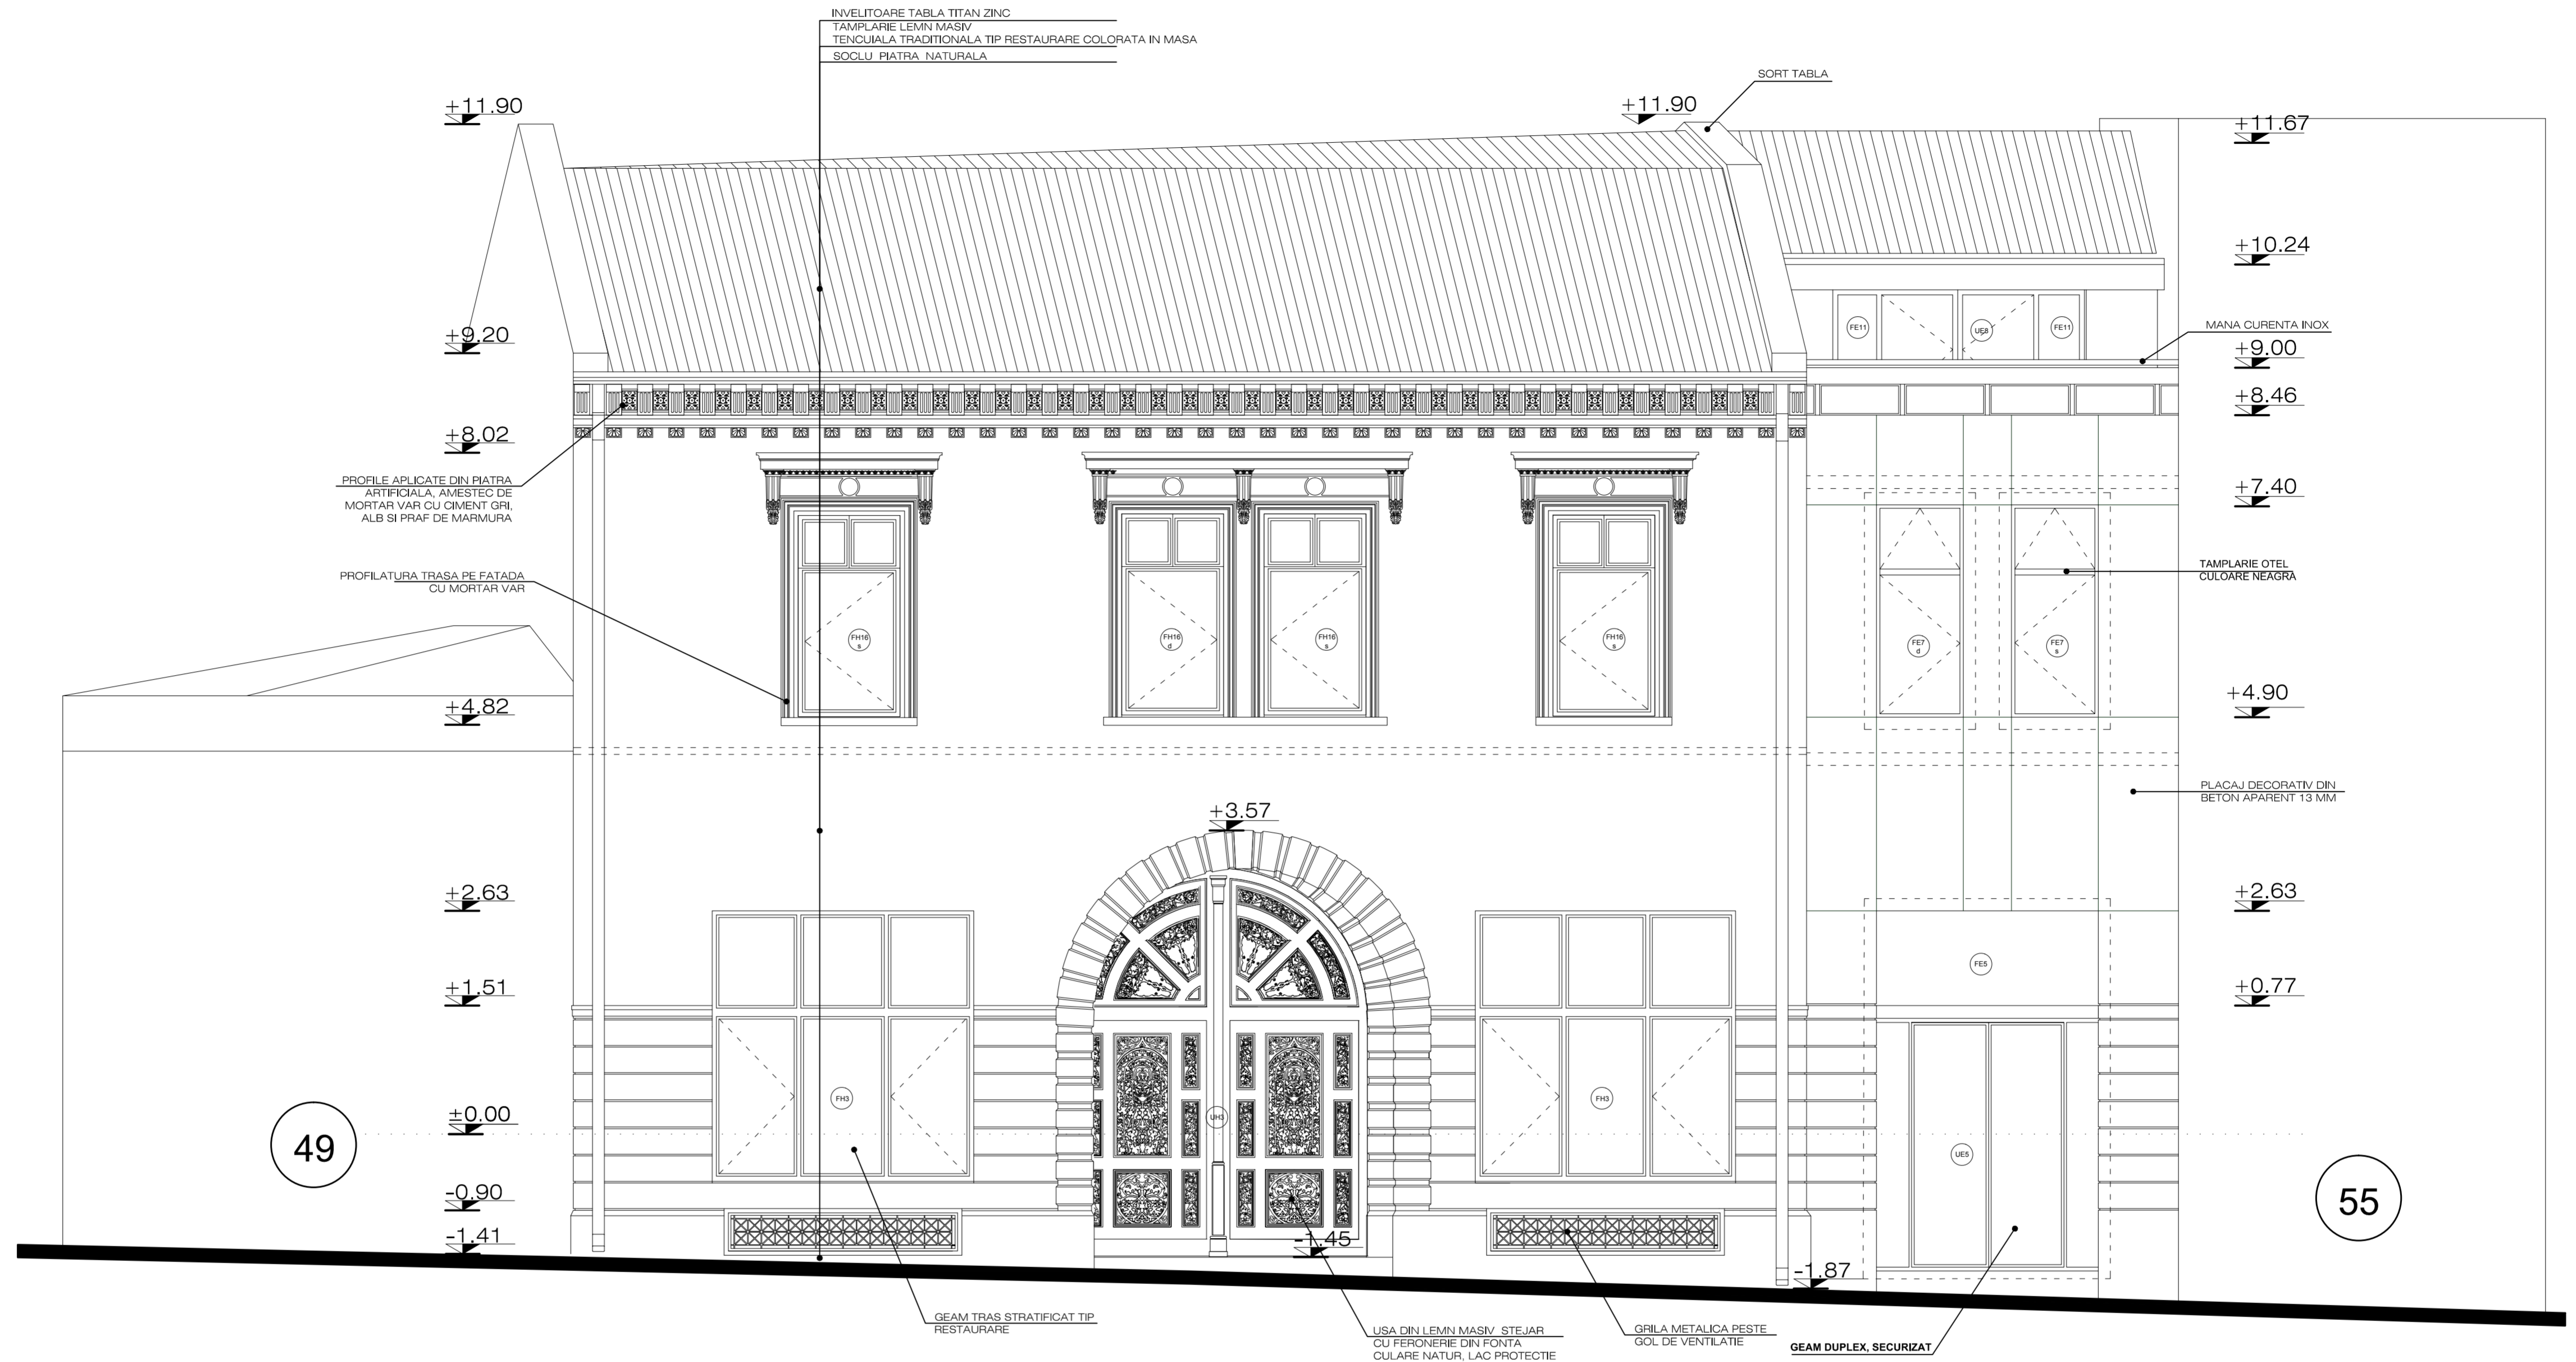 INVELITOARE TABLA TITAN ZINC
TAMPLARIE LEMN MASIV
TENCUIALA TRADITIONALA TIP RESTAURARE COLORATA IN MASA
SOCLU PIATRA NATURALA
SORT TABLA
+11.90
+11.90
+11.67
+10.24
FE11
UE8
FE11
MANA CURENTA INOX
+9.20
+9.00
+8.46
+8.02
PROFILE APLICATE DIN PIATRA
ARTIFICIALA, AMESTEC DE
MORTAR VAR CU CIMENT GRI,
ALB SI PRAF DE MARMURA
+7.40
TAMPLARIE OTEL
CULOARE NEAGRA
PROFILATURA TRASA PE FATADA
CU MORTAR VAR
FH16
s
FH16
d
FH16
s
FH16
s
FE7
d
FE7
s
+4.82
+4.90
PLACAJ DECORATIV DIN
BETON APARENT 13 MM
+3.57
+2.63
+2.63
FE5
+1.51
+0.77
FH3
UH3
FH3
±0.00
49
UE5
55
-0.90
-1.41
-1.45
-1.87
GEAM TRAS STRATIFICAT TIP
RESTAURARE
USA DIN LEMN MASIV STEJAR
CU FERONERIE DIN FONTA
CULARE NATUR, LAC PROTECTIE
GRILA METALICA PESTE
GOL DE VENTILATIE
GEAM DUPLEX, SECURIZAT